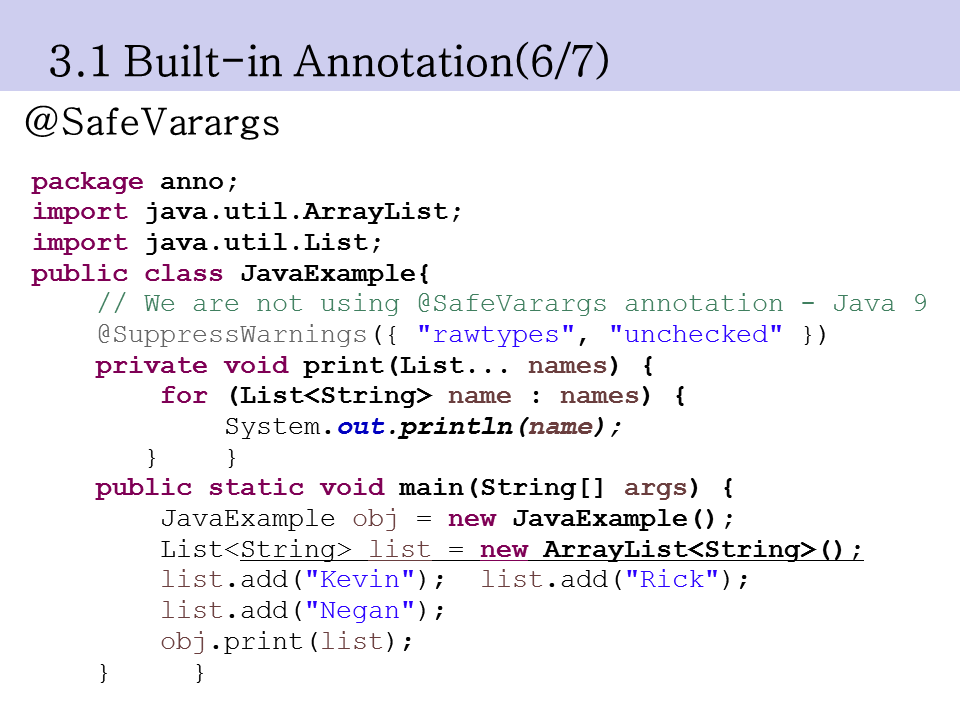 3.1 Built-in Annotation(6/7)
@SafeVarargs
package anno;
import java.util.ArrayList;
import java.util.List;
public class JavaExample{
    // We are not using @SafeVarargs annotation - Java 9
    @SuppressWarnings({ "rawtypes", "unchecked" })
    private void print(List... names) {
        for (List<String> name : names) {
            System.out.println(name);
       }    }
    public static void main(String[] args) {
        JavaExample obj = new JavaExample();
        List<String> list = new ArrayList<String>();
        list.add("Kevin");  list.add("Rick");
        list.add("Negan");
        obj.print(list);
    }     }